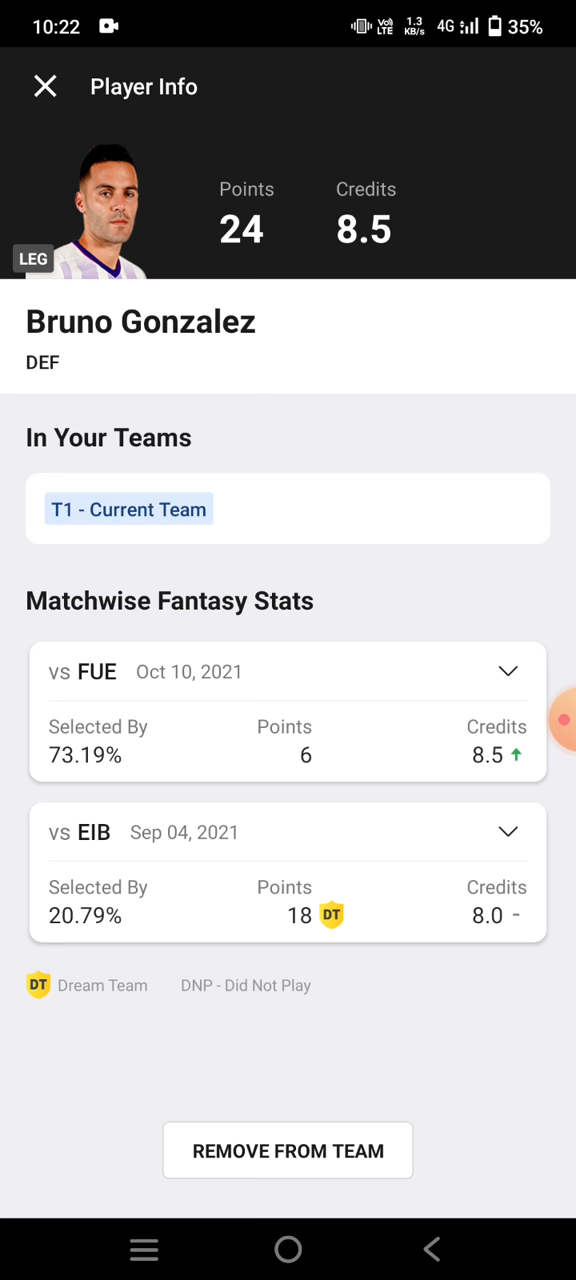 10:22 Vo) LTE 1.3 KB/s 4G 35%
Player Info
Points Credits
24 8.5
LEG
Bruno Gonzalez
DEF
In Your Teams
T1 - Current Team
Matchwise Fantasy Stats
vs FUE Oct 10, 2021
Selected By Points Credits
73.19% 6 8.5
vs EIB Sep 04, 2021
Selected By Points Credits
20.79% 18 DT 8.0 -
DT Dream Team DNP - Did Not Play
REMOVE FROM TEAM